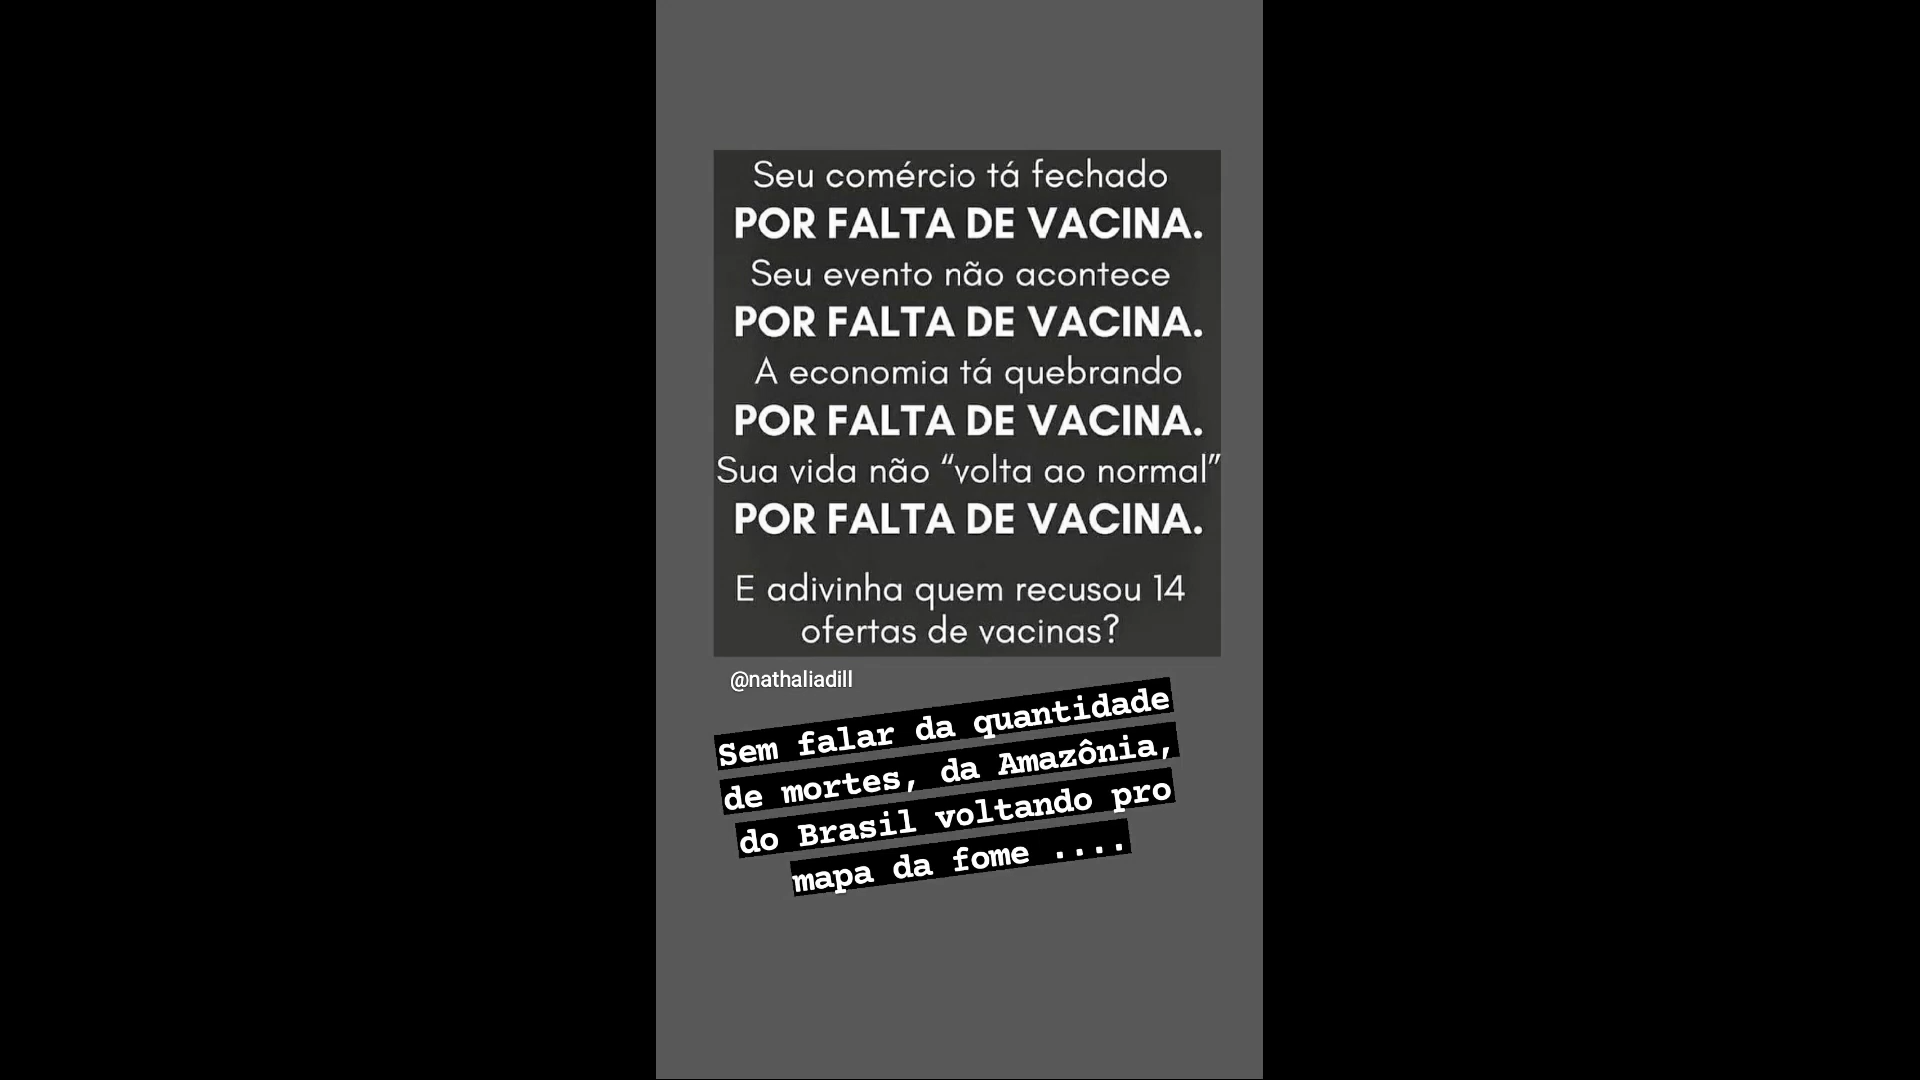 Seu comércio tá fechado
POR FALTA DE VACINA.
Seu evento não acontece
POR FALTA DE VACINA.
A economia tá quebrando
POR FALTA DE VACINA.
Sua vida não “volta ao normal”
POR FALTA DE VACINA.
E adivinha quem recusou 14
ofertas de vacinas?
@nathaliadill
Sem falar da quantidade
de mortes, da Amazônia,
do Brasil voltando pro
mapa da fome ....